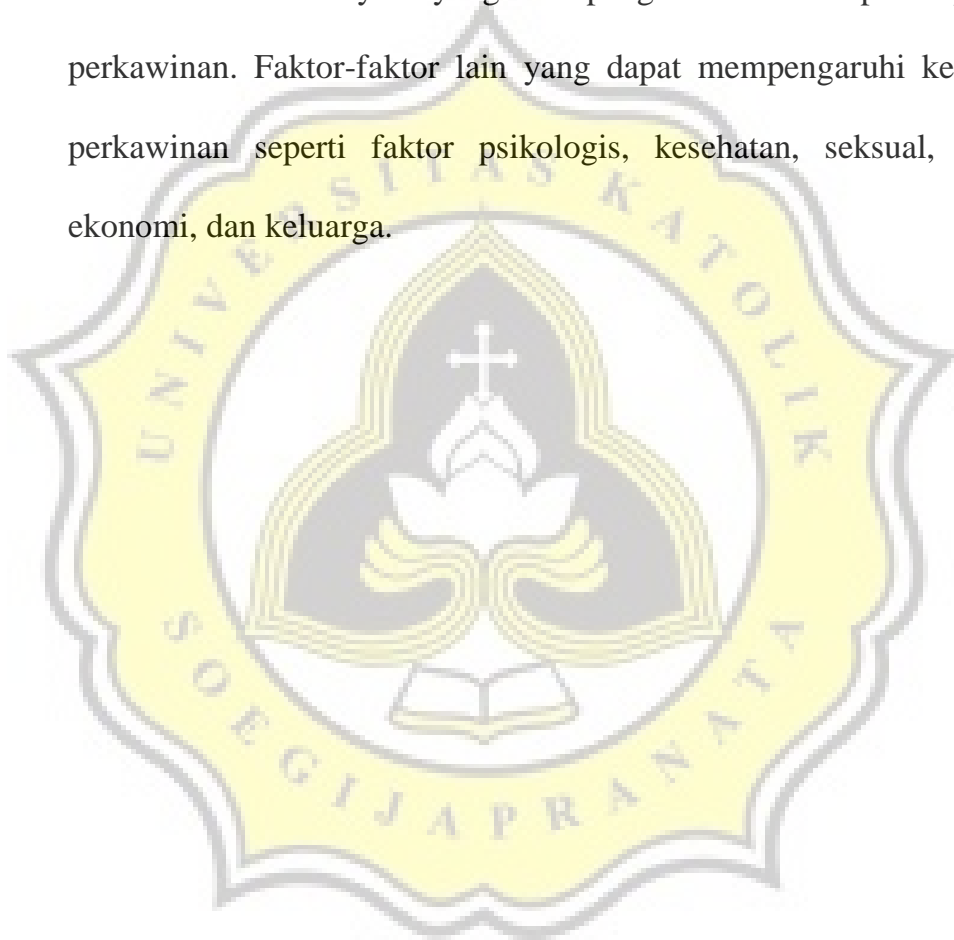 perkawinan. Faktor-faktor lain yang dapat mempengaruhi ke
perkawinan seperti faktor psikologis, kesehatan, seksual,
ekonomi, dan keluarga.
UNIVERSITAS KATOLIK
SOEGIJAPRANATA